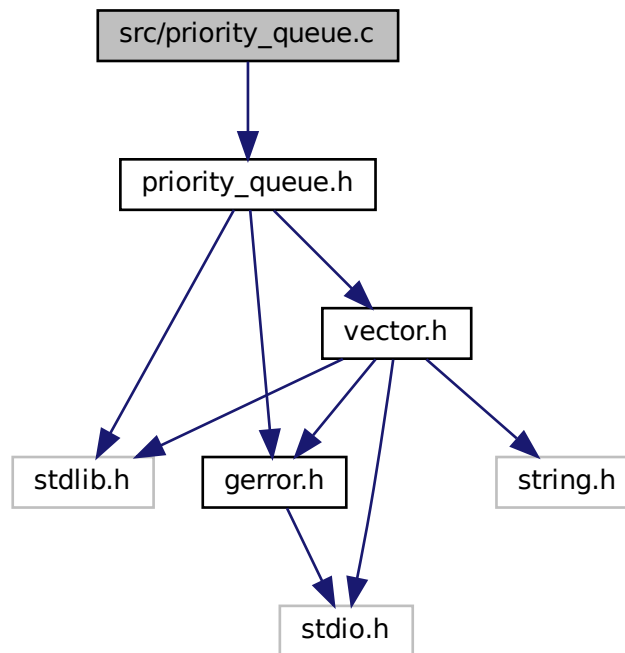 src/priority_queue.c
priority_queue.h
vector.h
stdlib.h
gerror.h
string.h
stdio.h